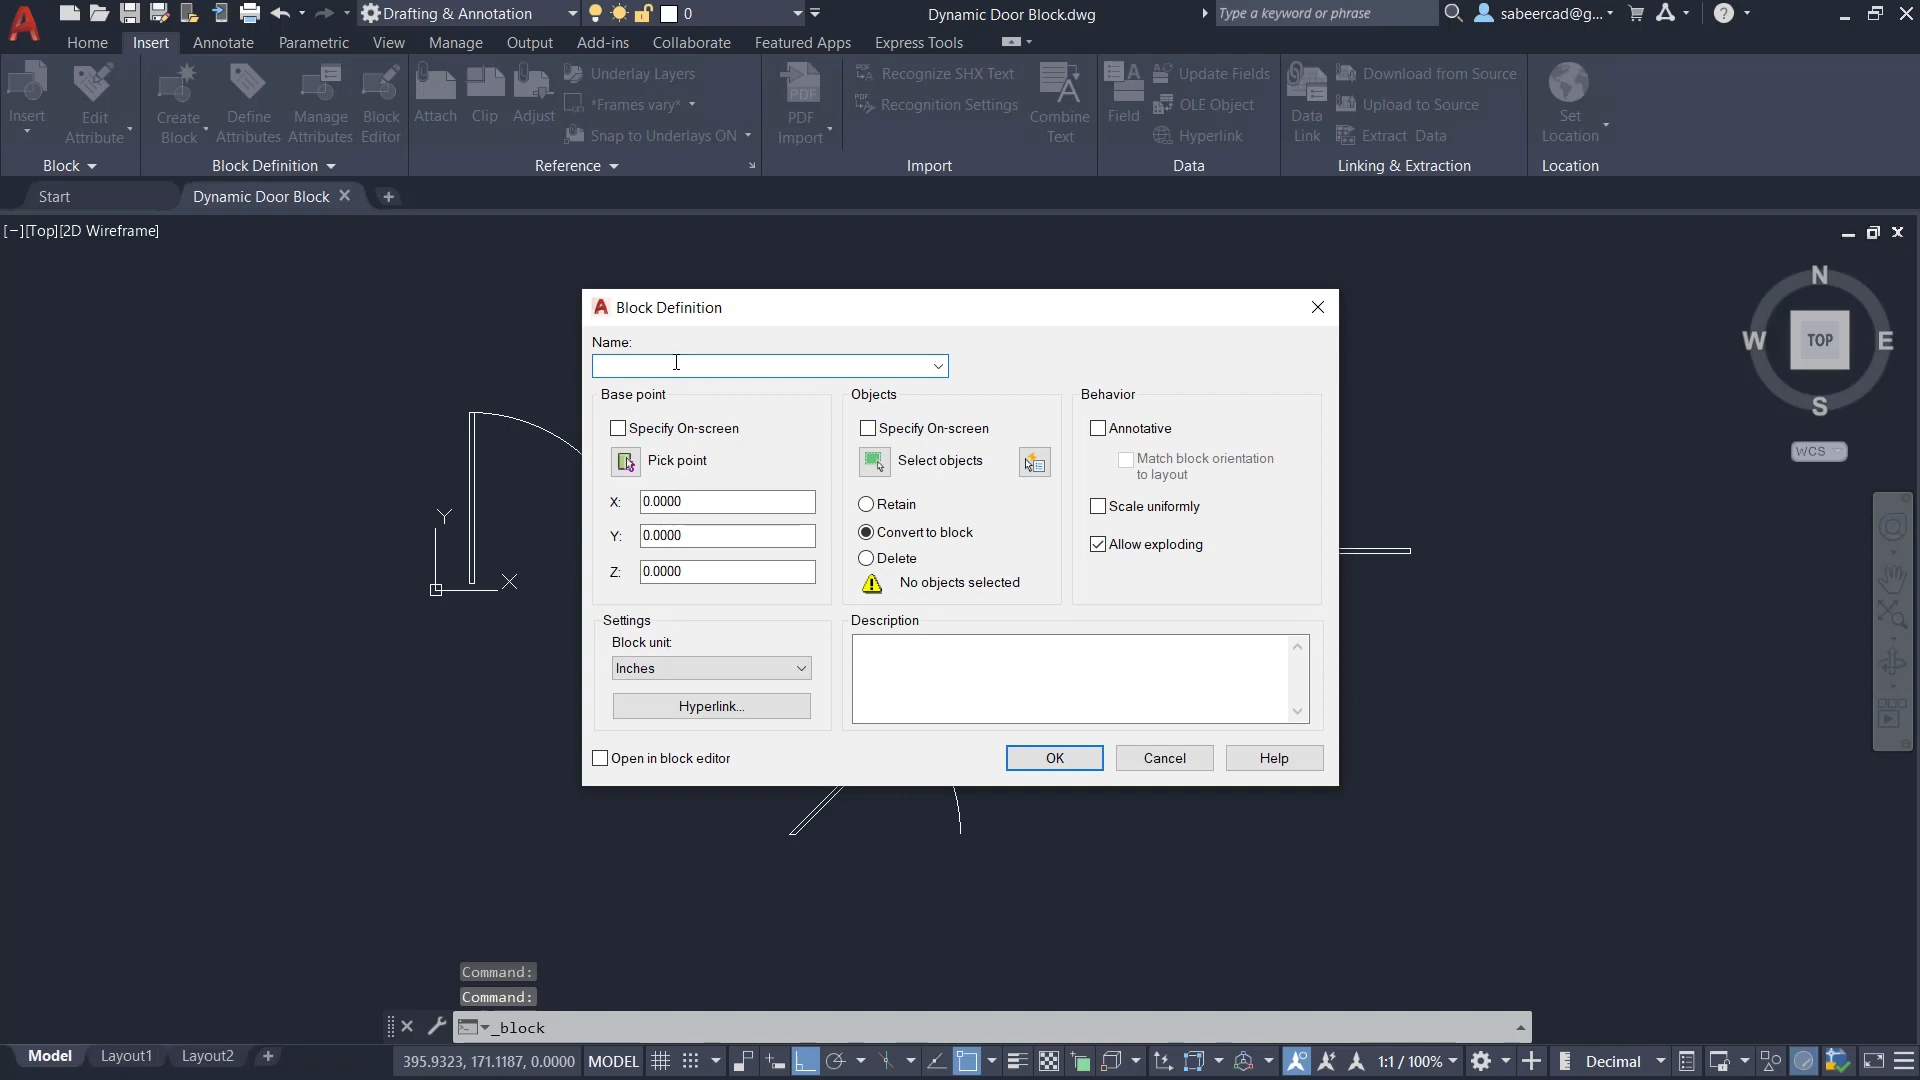 Drafting & Annotation
0
Dynamic Door Block.dwg
Type a keyword or phrase
sabeercad@g...
Home Insert Annotate Parametric View Manage Output Add-ins Collaborate Featured Apps Express Tools
Insert
Edit
Attribute
Create
Block
Define
Attributes
Manage
Attributes
Block
Editor
Attach
Clip
Adjust
Underlay Layers
*Frames vary*
Snap to Underlays ON
PDF
PDF
Import
Recognize SHX Text
Recognition Settings
Combine
Text
Field
Update Fields
OLE Object
Hyperlink
Data
Link
Download from Source
Upload to Source
Extract Data
Set
Location
Block
Block Definition
Reference
Import
Data
Linking & Extraction
Location
Start
Dynamic Door Block
[−][Top][2D Wireframe]
N
W
TOP
E
S
WCS
Y
X
Block Definition
Name:
Base point
Specify On-screen
Pick point
X: 0.0000
Y: 0.0000
Z: 0.0000
Objects
Specify On-screen
Select objects
Retain
Convert to block
Delete
No objects selected
Behavior
Annotative
Match block orientation
to layout
Scale uniformly
Allow exploding
Settings
Block unit:
Inches
Hyperlink...
Description
Open in block editor
OK
Cancel
Help
Command:
Command:
_block
Model Layout1 Layout2
395.9323, 171.1187, 0.0000
MODEL
1:1 / 100%
Decimal